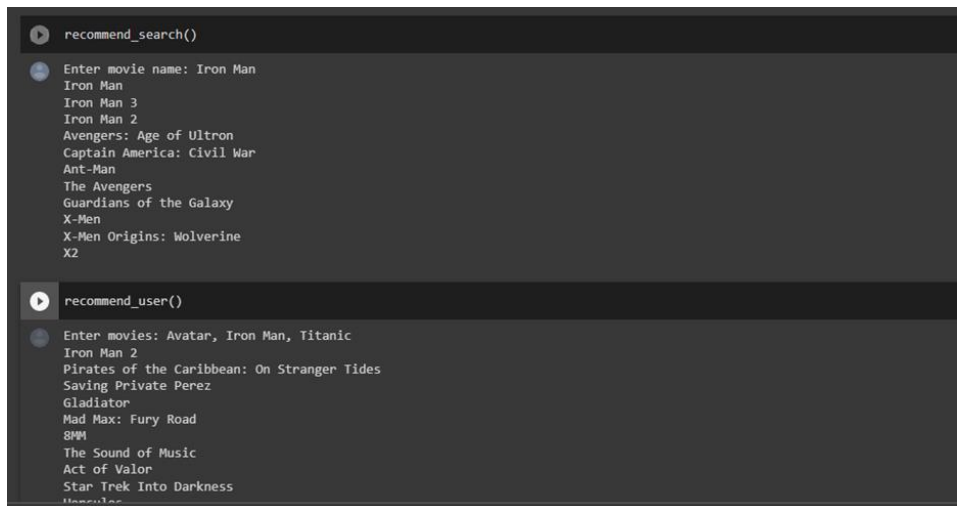 recommend_search()
Enter movie name: Iron Man
Iron Man
Iron Man 3
Iron Man 2
Avengers: Age of Ultron
Captain America: Civil War
Ant-Man
The Avengers
Guardians of the Galaxy
X-Men
X-Men Origins: Wolverine
X2
recommend_user()
Enter movies: Avatar, Iron Man, Titanic
Iron Man 2
Pirates of the Caribbean: On Stranger Tides
Saving Private Perez
Gladiator
Mad Max: Fury Road
8MM
The Sound of Music
Act of Valor
Star Trek Into Darkness